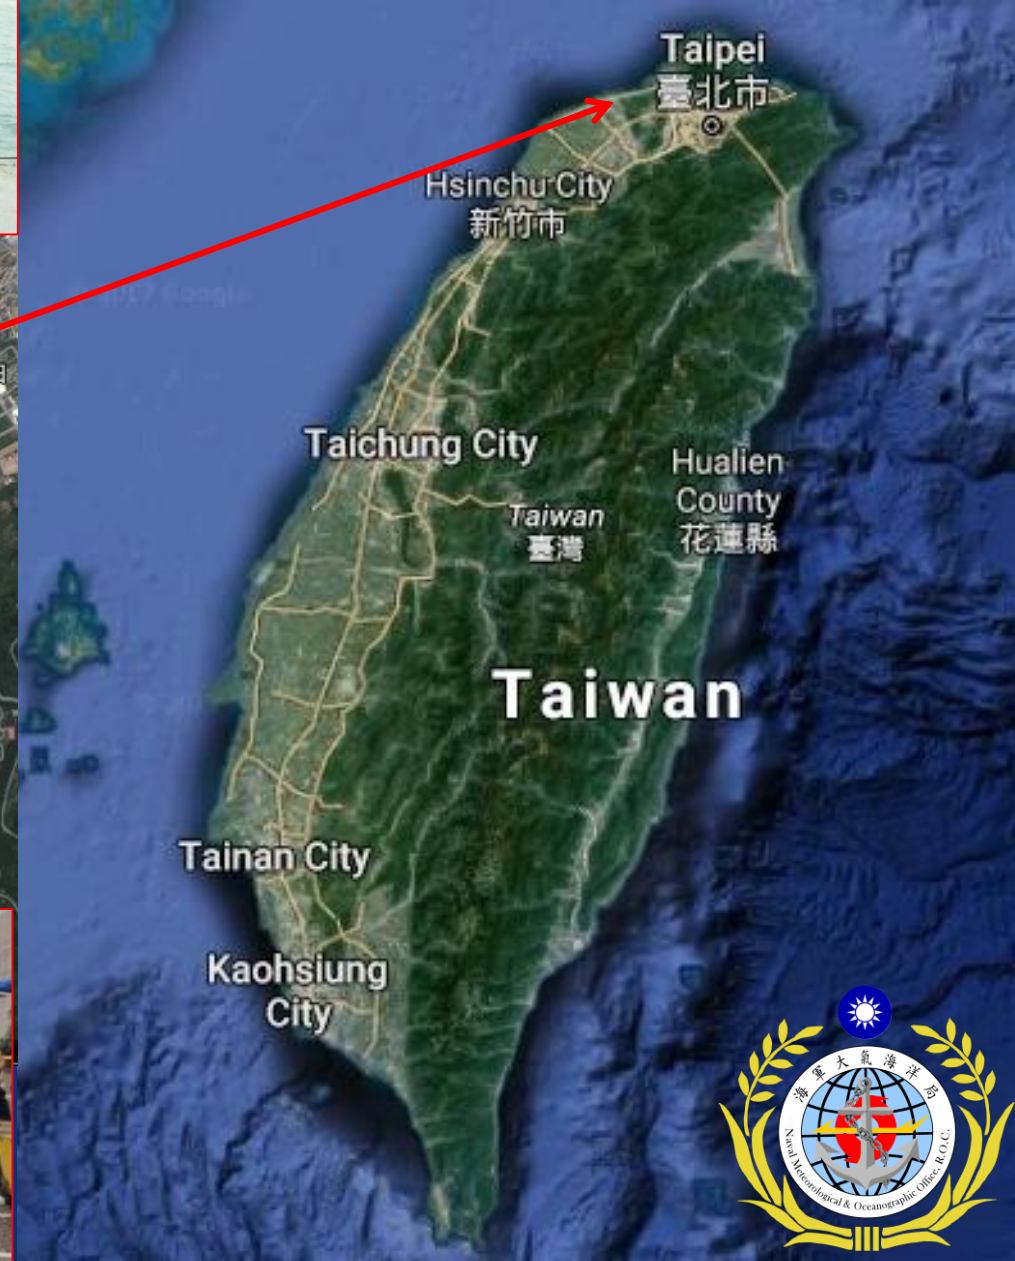 Taipei
臺北市
Hsinchu City
新竹市
Taichung City
Hualien
County
花蓮縣
Taiwan
臺灣
Taiwan
Tainan City
Kaohsiung
City
海軍大氣海洋局
Naval Meteorological & Oceanographic Office, R.O.C.